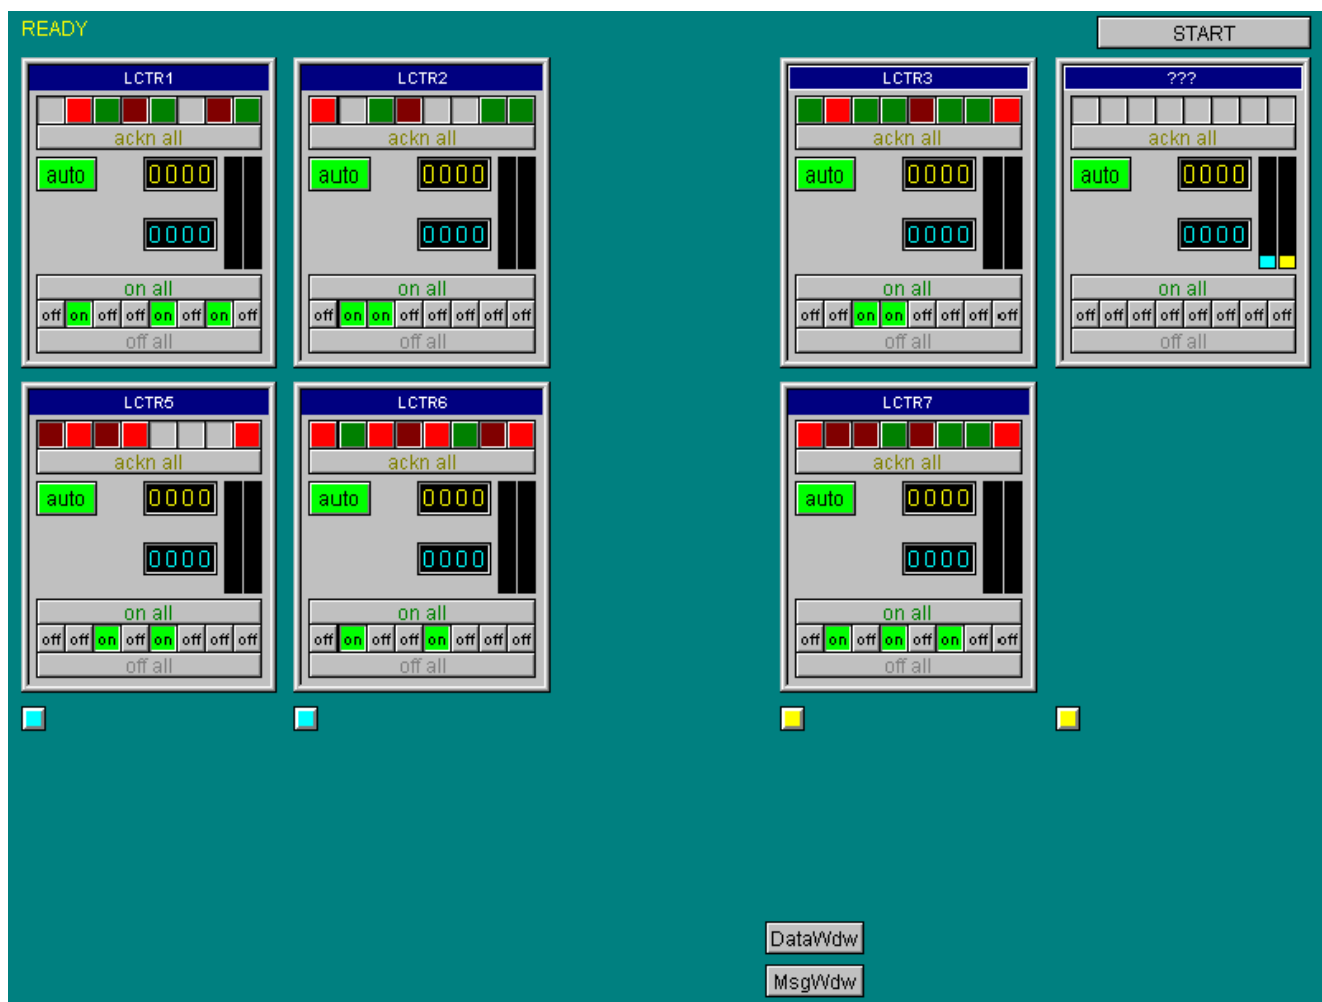 READY
START
LCTR1 LCTR2 LCTR3 ???
ackn all ackn all ackn all ackn all
auto 0000 auto 0000 auto 0000 auto 0000
0000 0000 0000 0000
on all on all on all on all
off on off off on off on off off on on off off off off off off off on on off off off off off off off off off off off off
off all off all off all off all
LCTR5 LCTR6 LCTR7
ackn all ackn all ackn all
auto 0000 auto 0000 auto 0000
0000 0000 0000
on all on all on all
off off on off on off off off off on off off on off off off off on off on off on off off
off all off all off all
DataWdw
MsgWdw